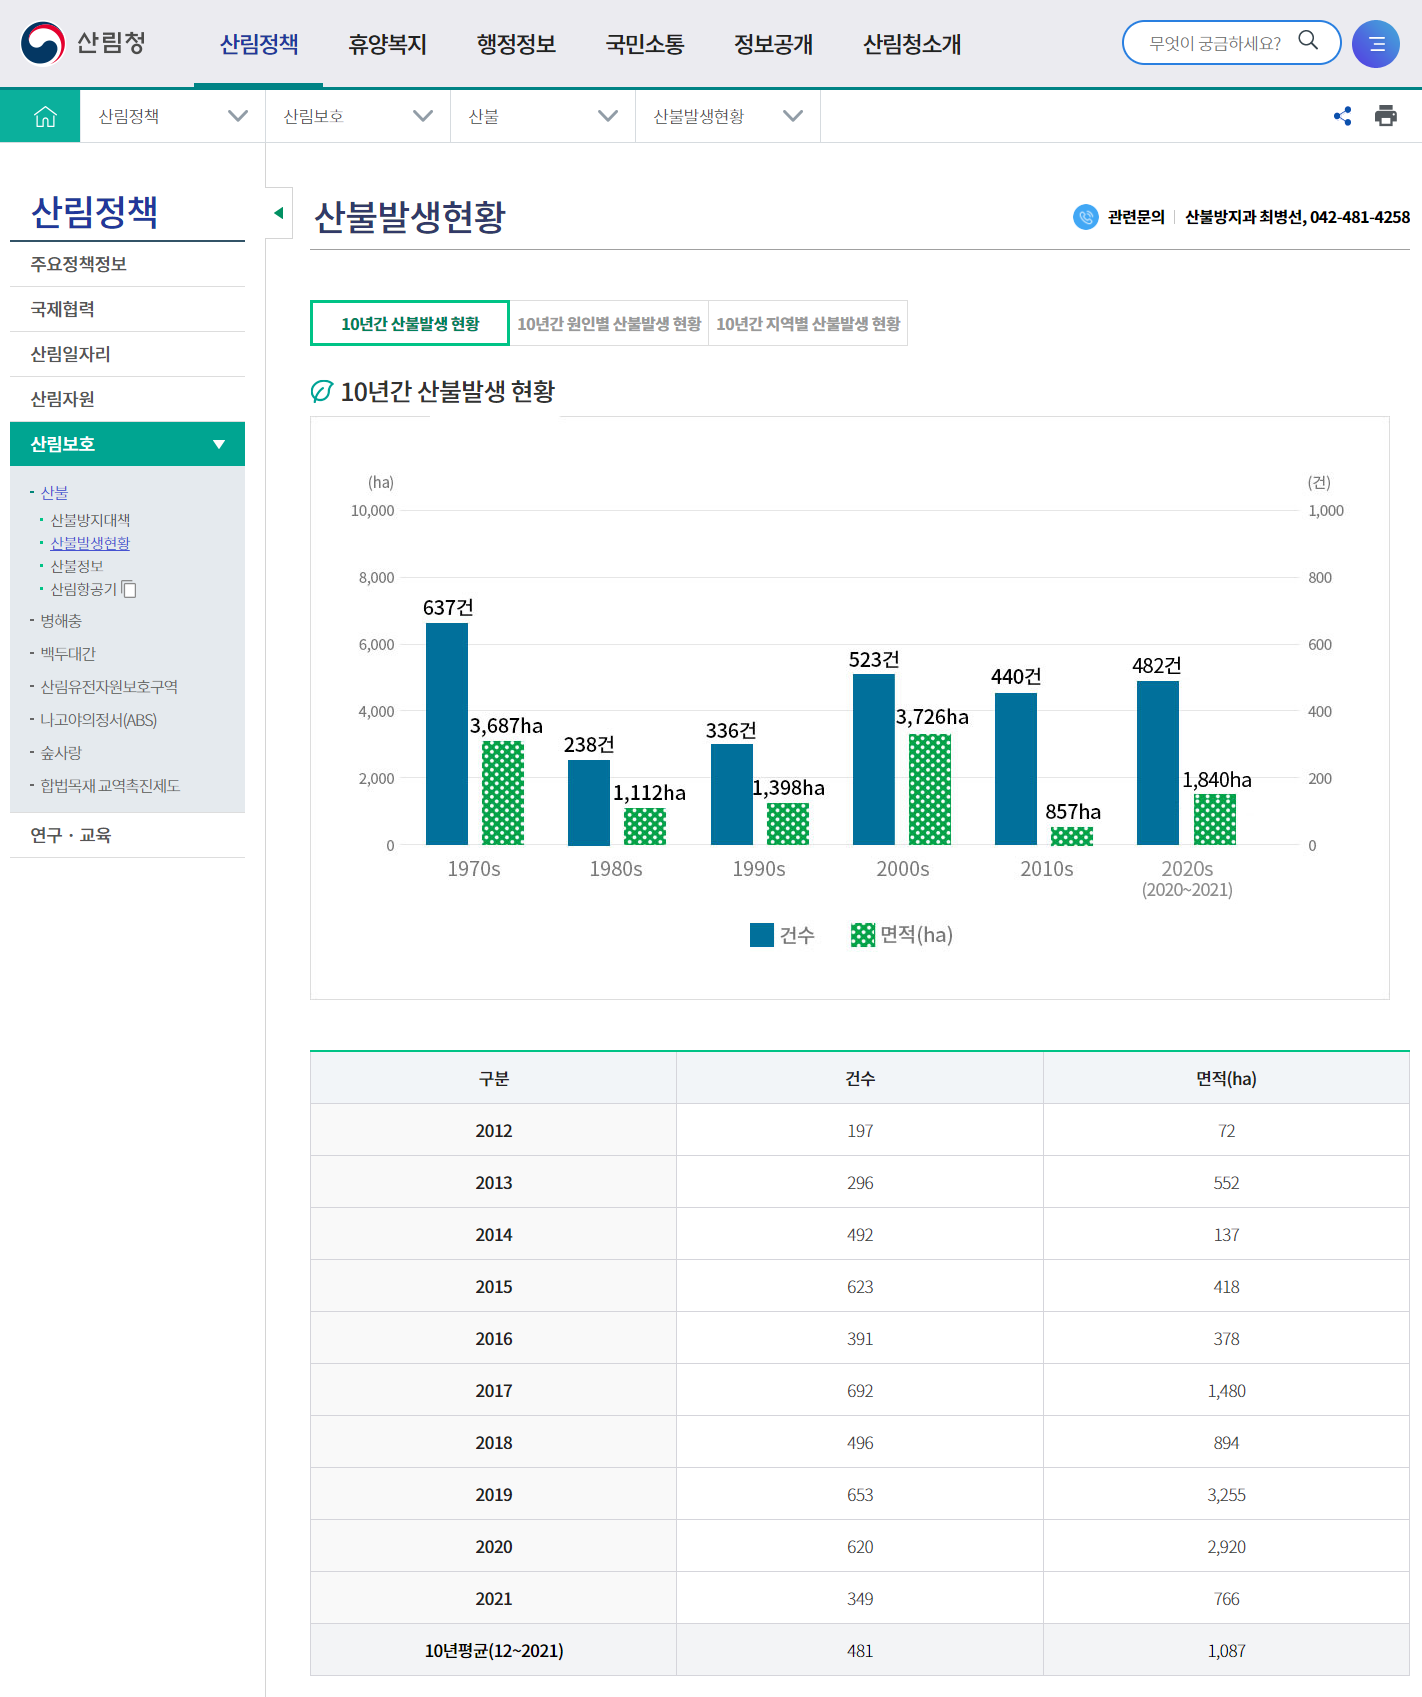 산림청
산림정책 휴양복지 행정정보 국민소통 정보공개 산림청소개
무엇이 궁금하세요?
산림정책 산림보호 산불 산불발생현황
산림정책
주요정책정보
국제협력
산림일자리
산림자원
산림보호
산불
산불방지대책
산불발생현황
산불정보
산림항공기
병해충
백두대간
산림유전자원보호구역
나고야의정서(ABS)
숲사랑
합법목재 교역촉진제도
연구 · 교육
산불발생현황
관련문의 산불방지과 최병선, 042-481-4258
10년간 산불발생 현황 10년간 원인별 산불발생 현황 10년간 지역별 산불발생 현황
10년간 산불발생 현황
(ha) (건)
10,000 1,000
8,000 800
6,000 600
4,000 400
2,000 200
0 0
637건 3,687ha
238건 1,112ha
336건 1,398ha
523건 3,726ha
440건 857ha
482건 1,840ha
1970s 1980s 1990s 2000s 2010s 2020s
(2020~2021)
건수 면적(ha)
구분 건수 면적(ha)
2012 197 72
2013 296 552
2014 492 137
2015 623 418
2016 391 378
2017 692 1,480
2018 496 894
2019 653 3,255
2020 620 2,920
2021 349 766
10년평균(12~2021) 481 1,087